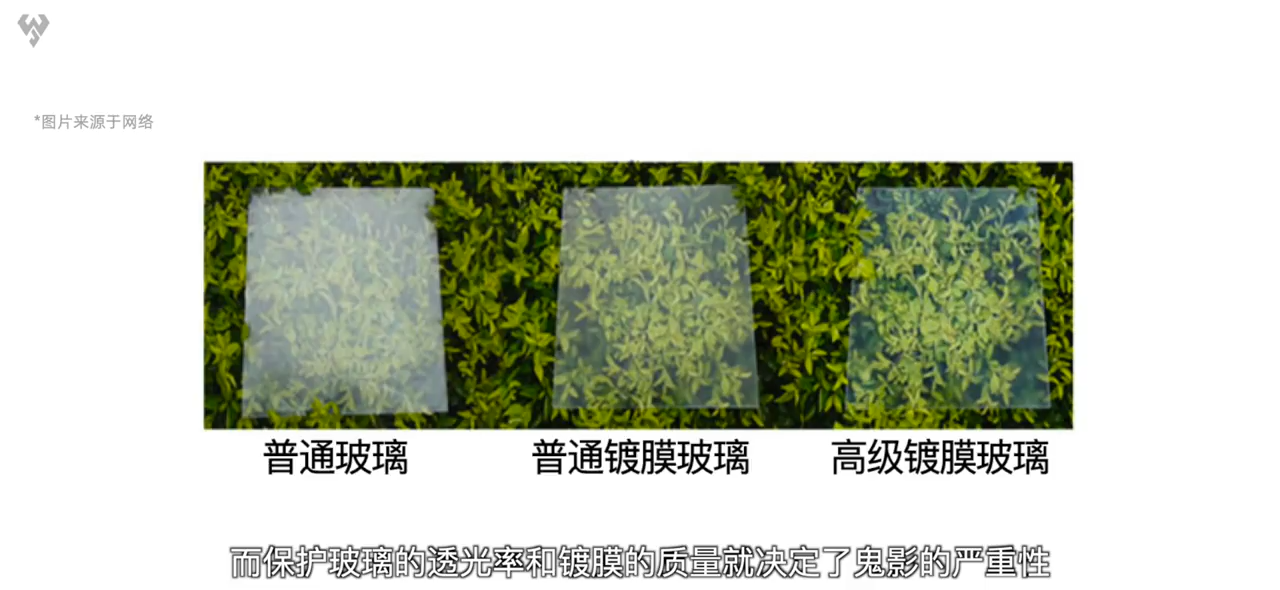 *图片来源于网络
普通玻璃
普通镀膜玻璃
高级镀膜玻璃
而保护玻璃的透光率和镀膜的质量就决定了鬼影的严重性